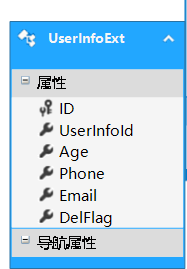 UserInfoExt
属性
ID
UserInfoId
Age
Phone
Email
DelFlag
导航属性